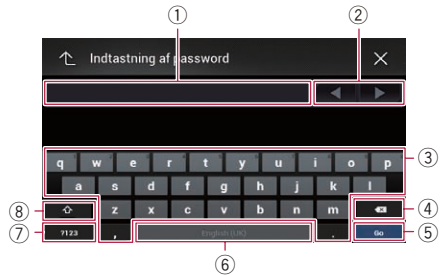 ① ②
Indtastning af password
q w e r t y u i o p
③
a s d f g h j k l
⑧ z x c v b n m ④
⑦ ?123 , English (UK) . Go ⑤
⑥